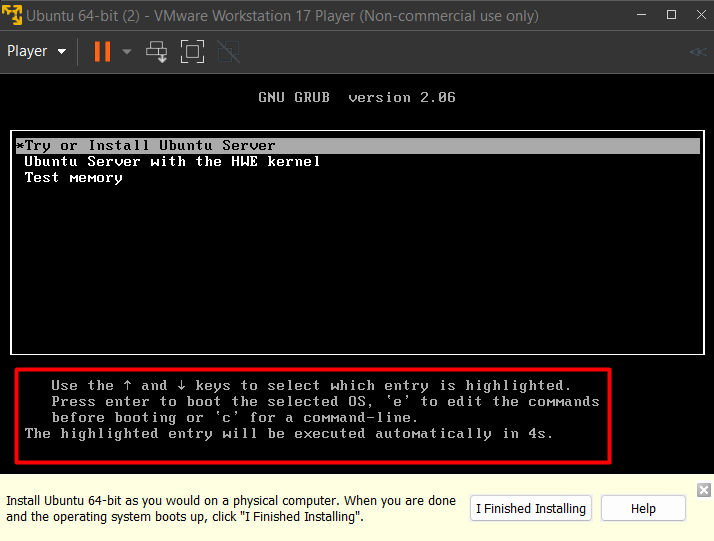 Ubuntu 64-bit (2) - VMware Workstation 17 Player (Non-commercial use only)
Player
GNU GRUB  version 2.06
*Try or Install Ubuntu Server
Ubuntu Server with the HWE kernel
Test memory
Use the ↑ and ↓ keys to select which entry is highlighted.
Press enter to boot the selected OS, `e' to edit the commands
before booting or `c' for a command-line.
The highlighted entry will be executed automatically in 4s.
Install Ubuntu 64-bit as you would on a physical computer. When you are done
and the operating system boots up, click "I Finished Installing".
I Finished Installing
Help